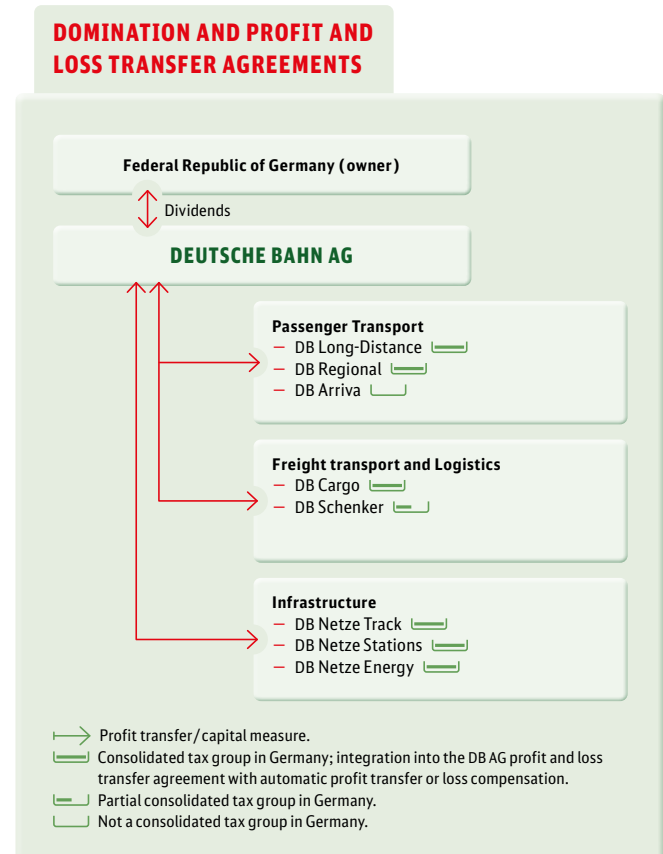 DOMINATION AND PROFIT AND
LOSS TRANSFER AGREEMENTS
Federal Republic of Germany (owner)
Dividends
DEUTSCHE BAHN AG
Passenger Transport
– DB Long-Distance
– DB Regional
– DB Arriva
Freight transport and Logistics
– DB Cargo
– DB Schenker
Infrastructure
– DB Netze Track
– DB Netze Stations
– DB Netze Energy
Profit transfer/capital measure.
Consolidated tax group in Germany; integration into the DB AG profit and loss
transfer agreement with automatic profit transfer or loss compensation.
Partial consolidated tax group in Germany.
Not a consolidated tax group in Germany.